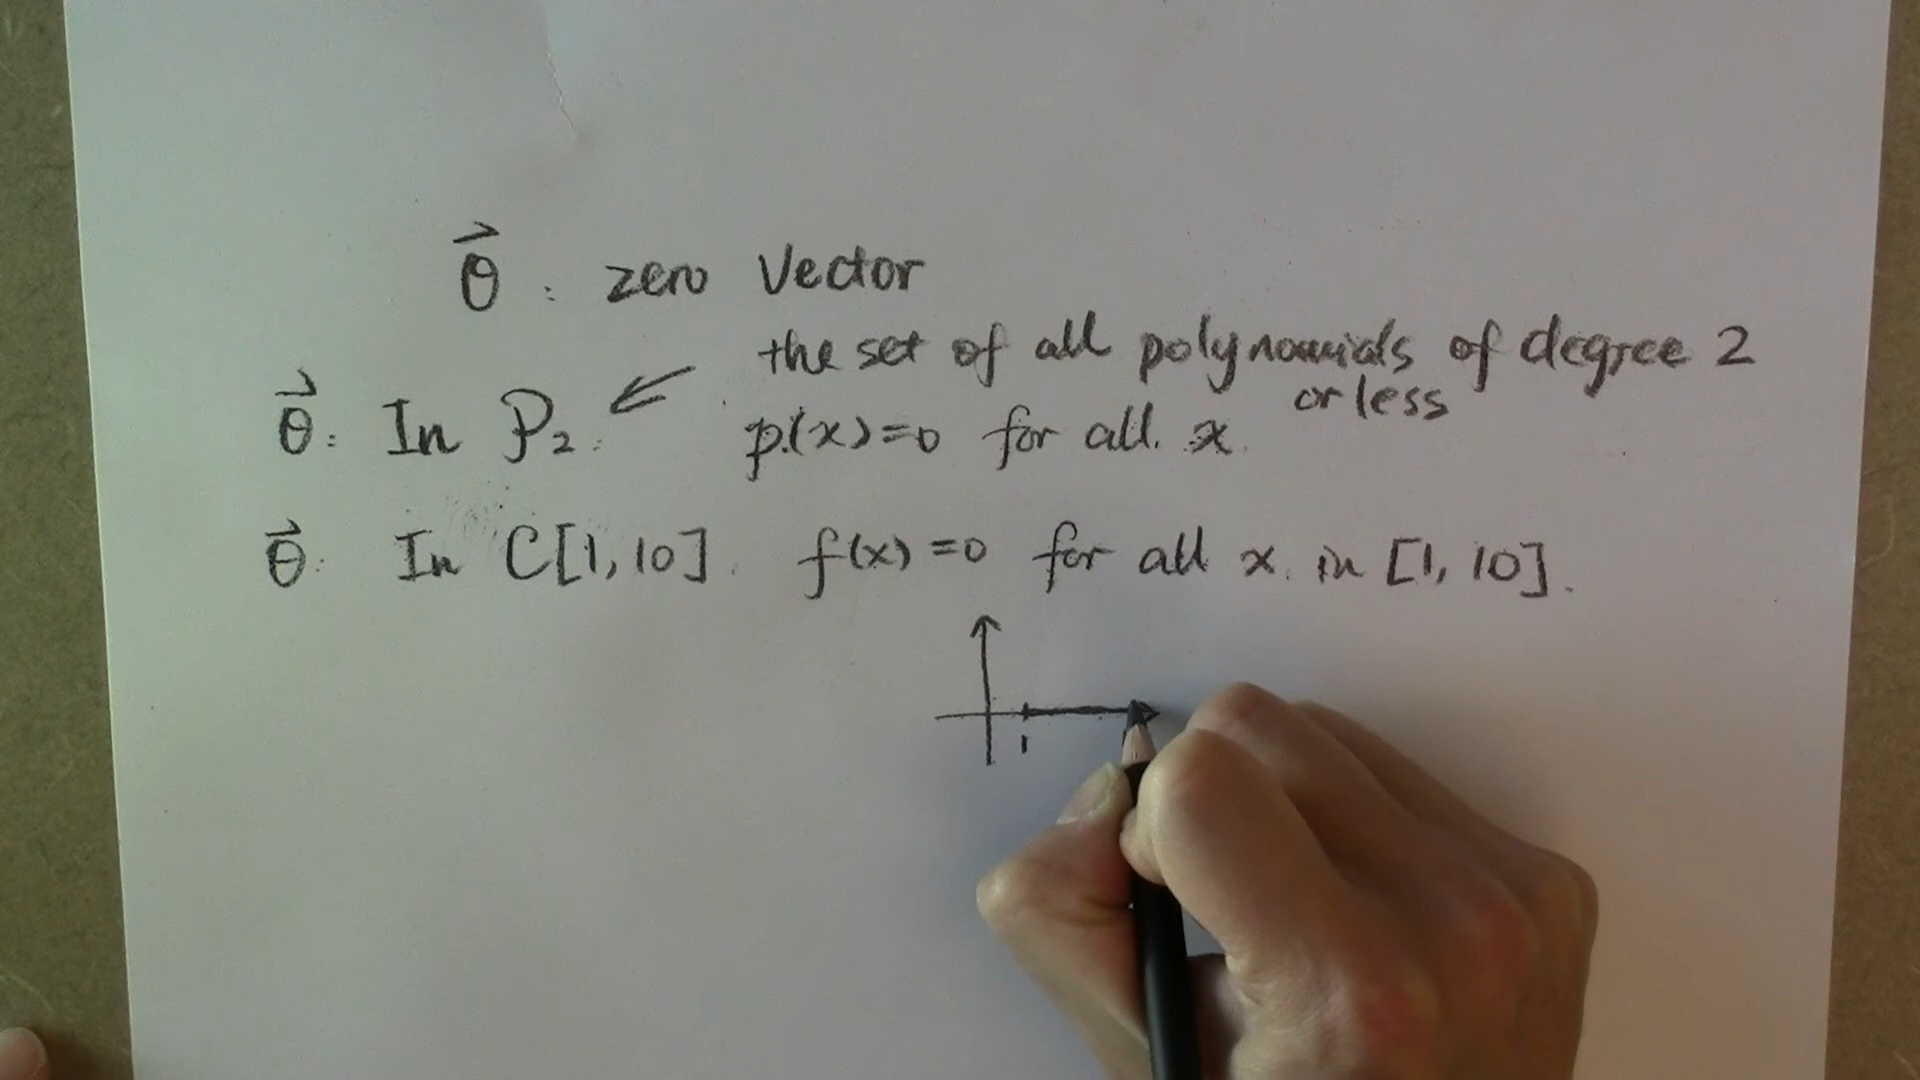 θ⃗ : zero Vector
the set of all polynomials of degree 2
or less
θ⃗ : In P₂ : p(x)=0 for all x
θ⃗ : In C[1, 10]. f(x)=0 for all x in [1, 10].
1